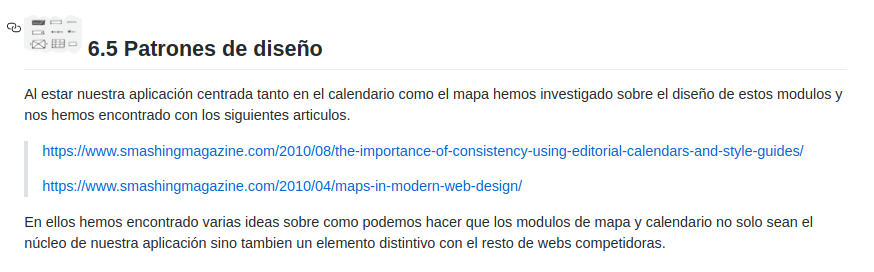 6.5 Patrones de diseño
Al estar nuestra aplicación centrada tanto en el calendario como el mapa hemos investigado sobre el diseño de estos modulos y
nos hemos encontrado con los siguientes articulos.
https://www.smashingmagazine.com/2010/08/the-importance-of-consistency-using-editorial-calendars-and-style-guides/
https://www.smashingmagazine.com/2010/04/maps-in-modern-web-design/
En ellos hemos encontrado varias ideas sobre como podemos hacer que los modulos de mapa y calendario no solo sean el
núcleo de nuestra aplicación sino tambien un elemento distintivo con el resto de webs competidoras.